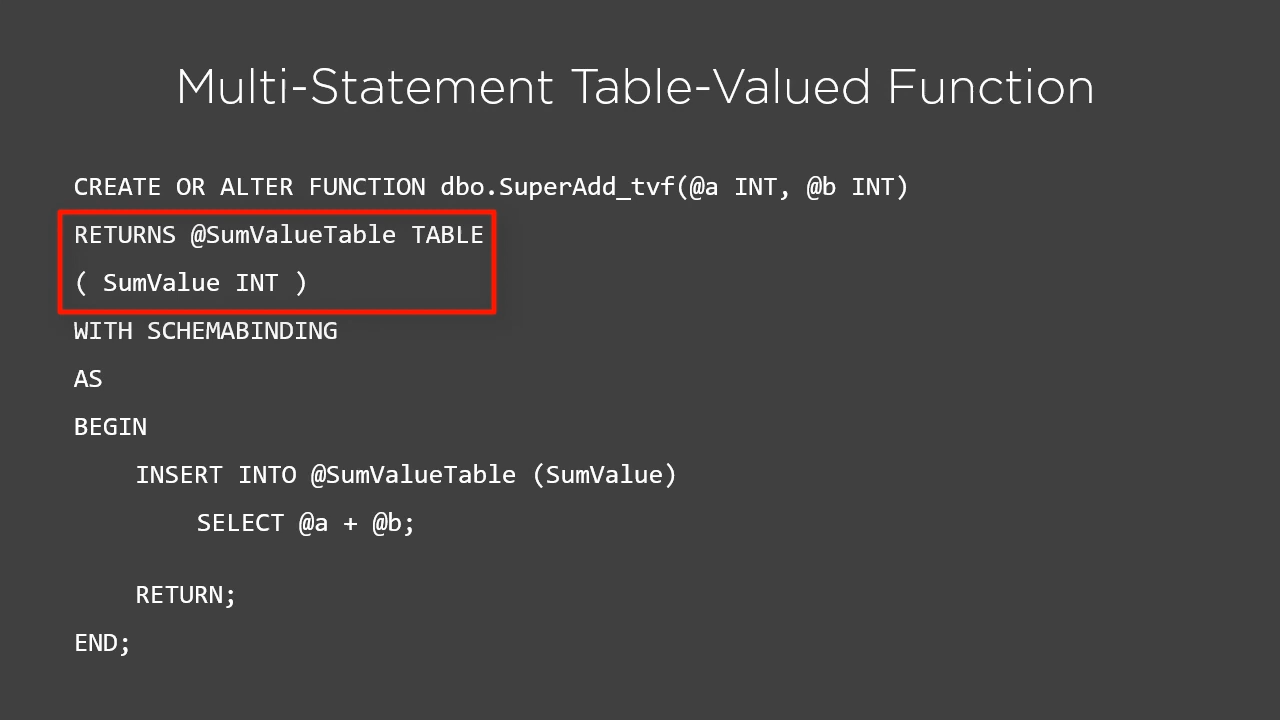 Multi-Statement Table-Valued Function
CREATE OR ALTER FUNCTION dbo.SuperAdd_tvf(@a INT, @b INT)
RETURNS @SumValueTable TABLE
( SumValue INT )
WITH SCHEMABINDING
AS
BEGIN
INSERT INTO @SumValueTable (SumValue)
SELECT @a + @b;
RETURN;
END;